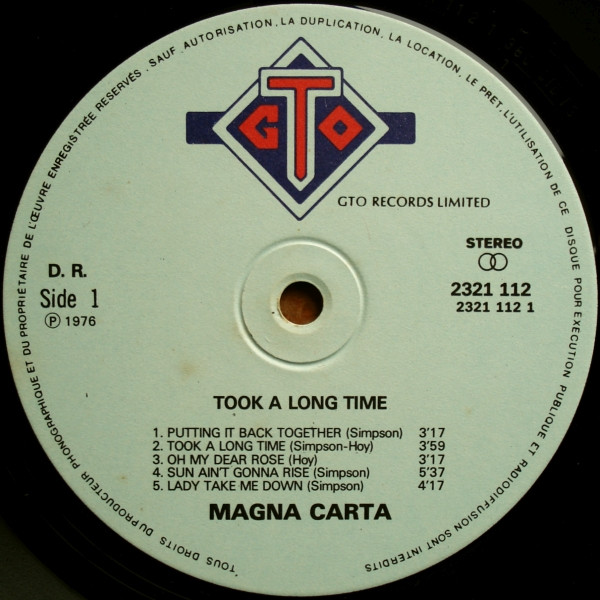 TOUS DROITS DU PRODUCTEUR PHONOGRAPHIQUE ET DU PROPRIÉTAIRE DE L'ŒUVRE ENREGISTRÉE RESERVÉS. SAUF AUTORISATION, LA DUPLICATION, LA LOCATION, LE PRET, L'UTILISATION DE CE DISQUE POUR EXECUTION PUBLIQUE ET RADIODIFFUSION SONT INTERDITS
GTO
GTO RECORDS LIMITED
D. R.
Side 1
Ⓟ 1976
STEREO
2321 112
2321 112 1
TOOK A LONG TIME
1. PUTTING IT BACK TOGETHER (Simpson) 3'17
2. TOOK A LONG TIME (Simpson-Hoy) 3'59
3. OH MY DEAR ROSE (Hoy) 3'17
4. SUN AIN'T GONNA RISE (Simpson) 5'37
5. LADY TAKE ME DOWN (Simpson) 4'17
MAGNA CARTA